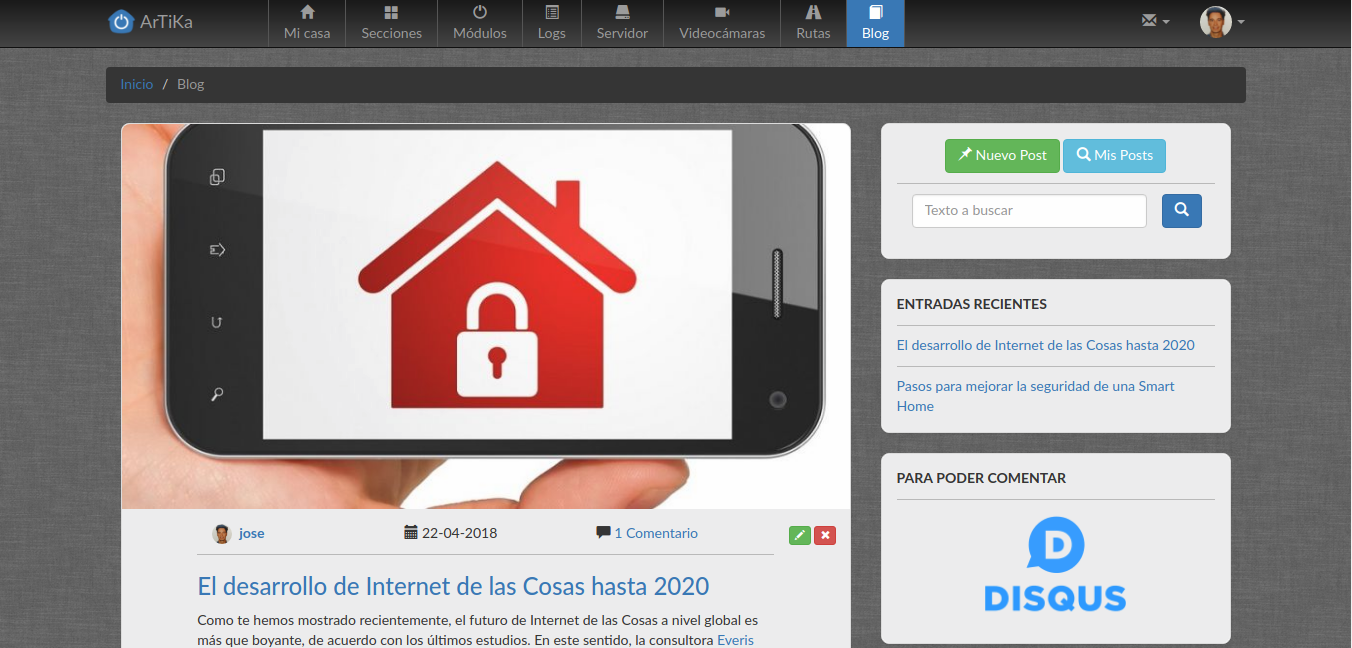 ArTiKa
Mi casa
Secciones
Módulos
Logs
Servidor
Videocámaras
Rutas
Blog
Inicio / Blog
Nuevo Post
Mis Posts
Texto a buscar
ENTRADAS RECIENTES
El desarrollo de Internet de las Cosas hasta 2020
Pasos para mejorar la seguridad de una Smart
Home
PARA PODER COMENTAR
D
DISQUS
jose
22-04-2018
1 Comentario
El desarrollo de Internet de las Cosas hasta 2020
Como te hemos mostrado recientemente, el futuro de Internet de las Cosas a nivel global es
más que boyante, de acuerdo con los últimos estudios. En este sentido, la consultora Everis